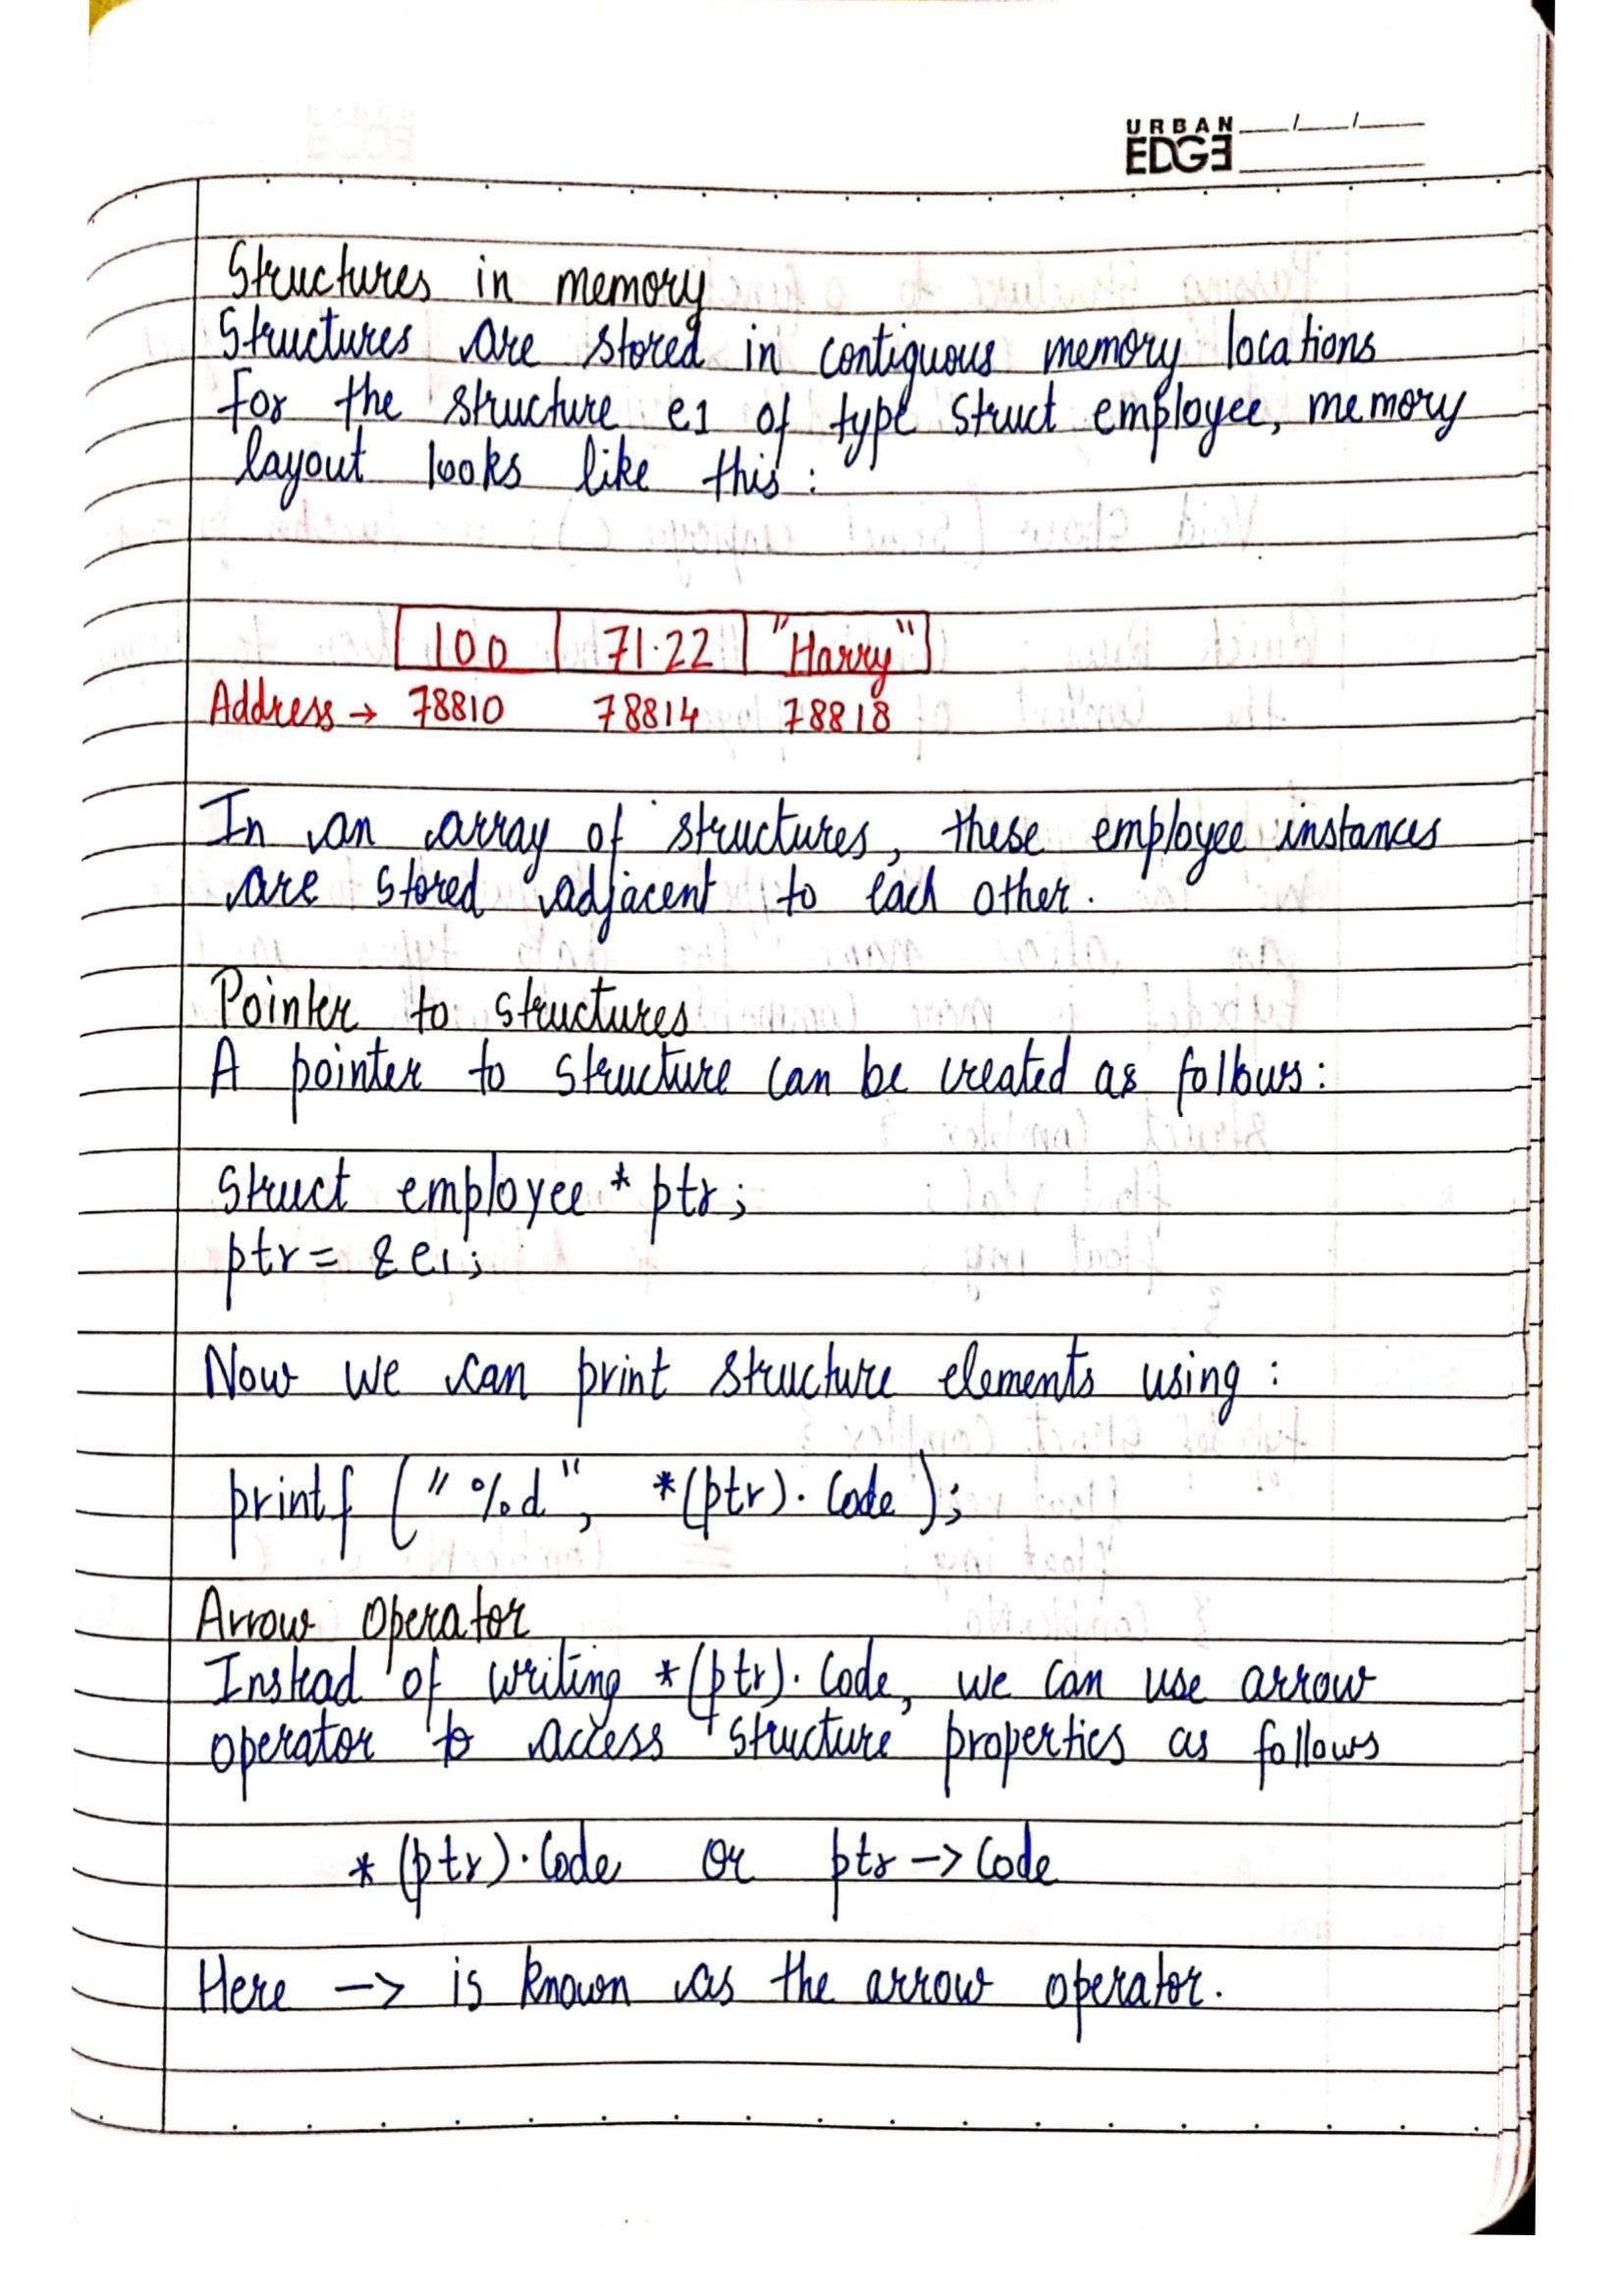 URBAN
EDGE
Structures in memory
Structures are stored in contiguous memory locations
For the structure e1 of type struct employee, memory
layout looks like this:
100 71.22 "Harry"
Address → 78810 78814 78818
In an array of structures, these employee instances
are stored adjacent to each other.
Pointer to structures
A pointer to structure can be created as follows:
Struct employee * ptr;
ptr = &e1;
Now we can print structure elements using:
printf ("%d", *(ptr).Code);
Arrow Operator
Instead of writing *(ptr).Code, we can use arrow
operator to access structure properties as follows
*(ptr).Code or ptr -> Code
Here -> is known as the arrow operator.